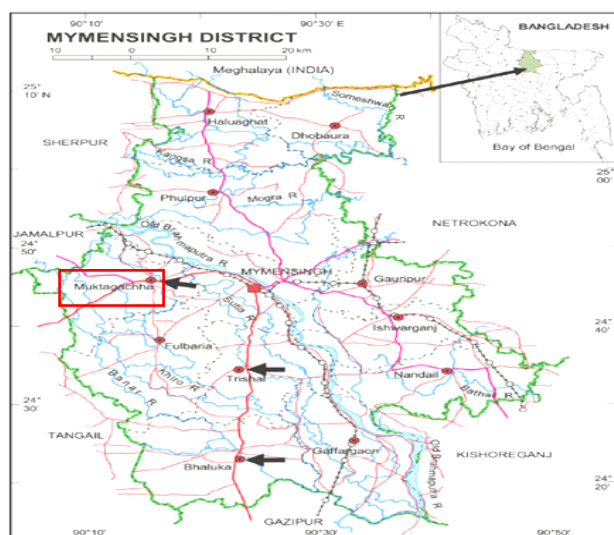 90°10'
90°30' E
MYMENSINGH DISTRICT
10 0 10 20 km
BANGLADESH
Bay of Bengal
Meghalaya (INDIA)
25°
10' N
Someshwari R
Haluaghat
Dhobaura
SHERPUR
Kangsa R
25°
00'
Phulpur
Mogra R
JAMALPUR
NETROKONA
24°
50'
Old Brahmaputra R
MYMENSINGH
Gauripur
Muktagachha
Sutia R
24°
40'
Ishwarganj
Fulbaria
Khiro R
Trishal
Nandail
Banar R
24°
30'
TANGAIL
Gaffargaon
KISHOREGANJ
Bhaluka
Old Brahmaputra R
24°
20'
GAZIPUR
90°10'
90°30'
90°50'